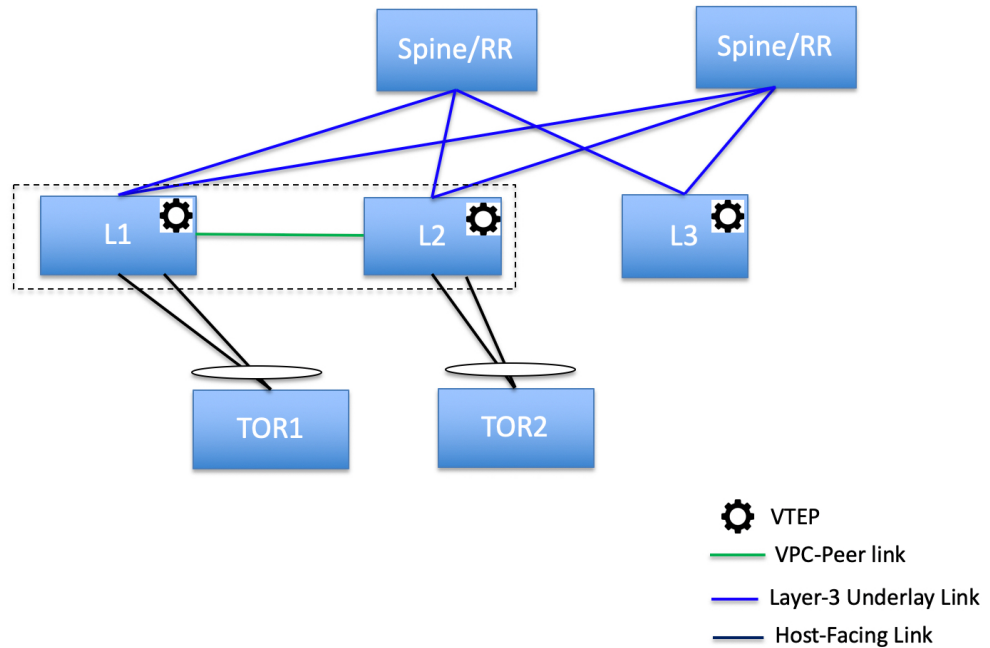 Spine/RR
Spine/RR
L1
L2
L3
TOR1
TOR2
VTEP
VPC-Peer link
Layer-3 Underlay Link
Host-Facing Link